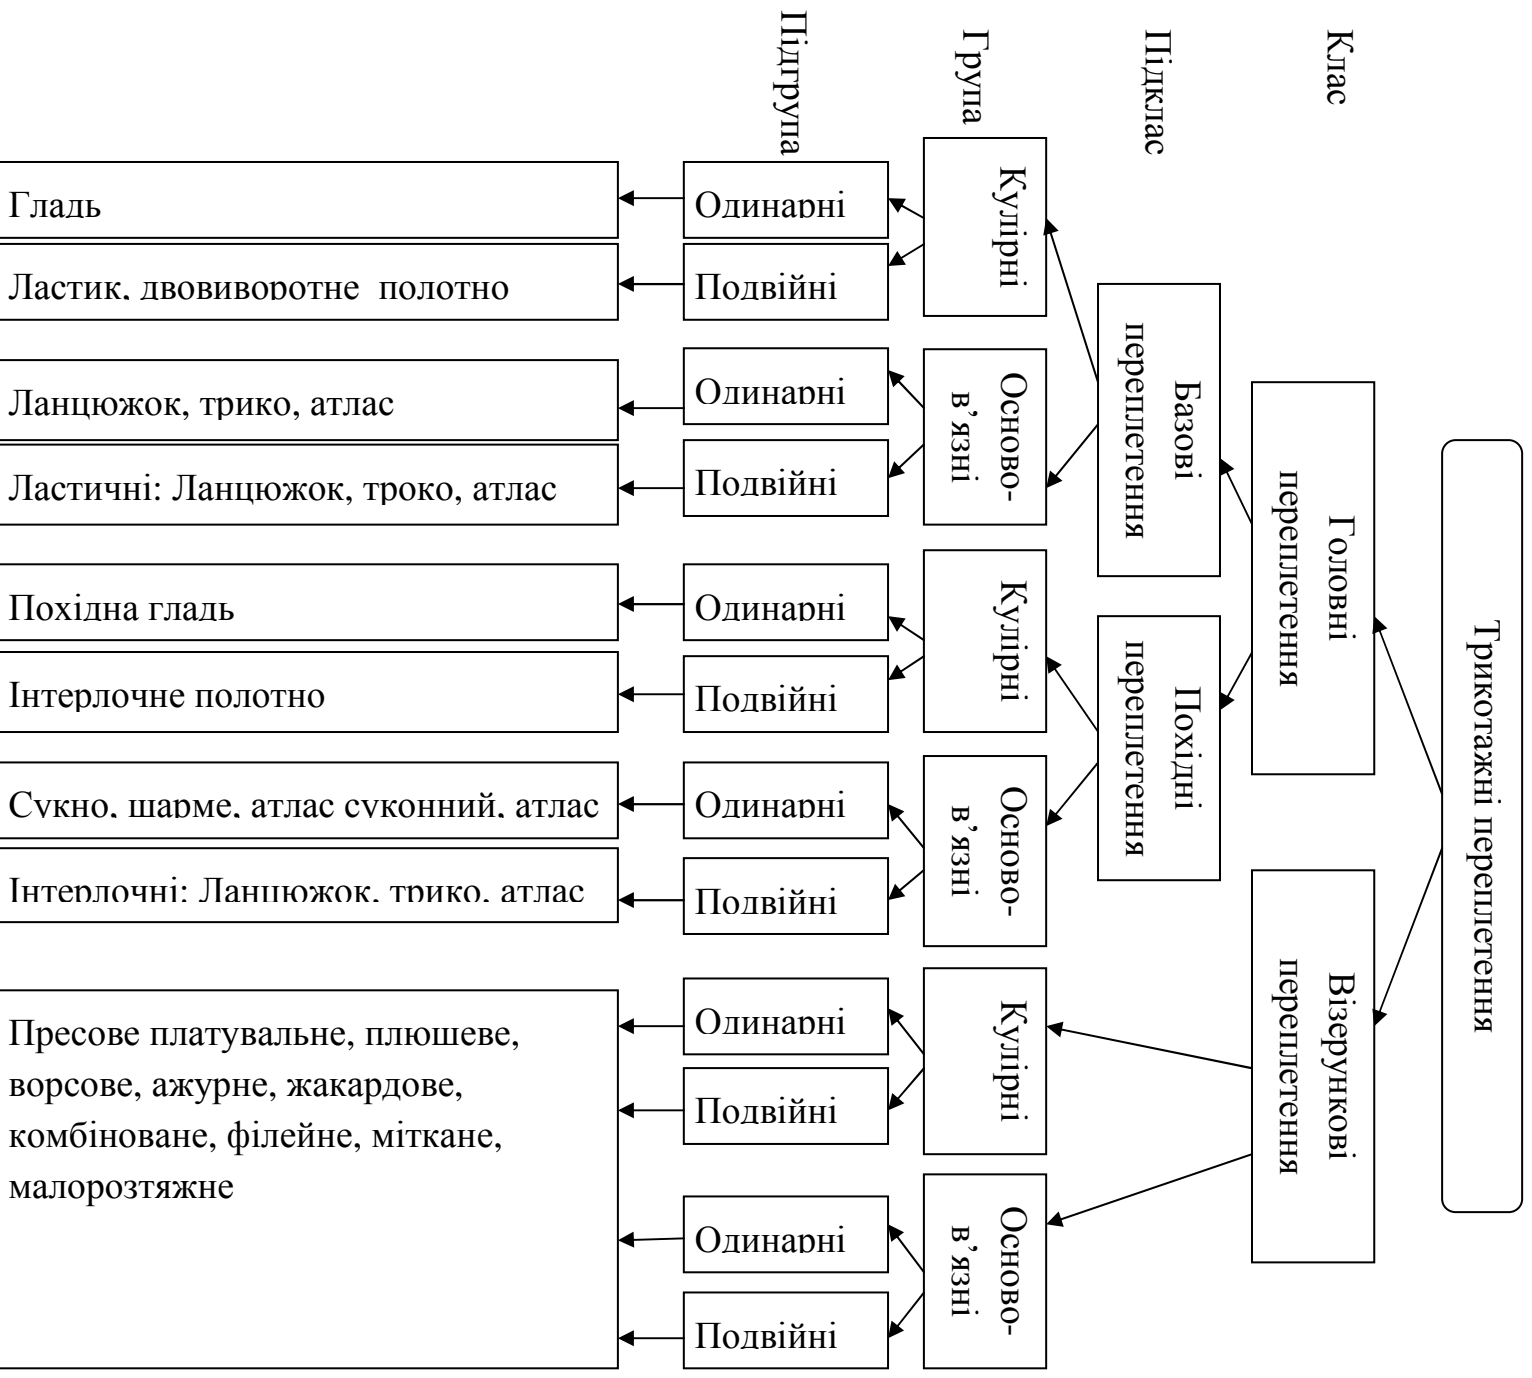 Клас
Підклас
Група
Підгрупа
Трикотажні переплетення
Головні
переплетення
Візерункові
переплетення
Базові
переплетення
Похідні
переплетення
Кулірні
Осново-
в’язні
Кулірні
Осново-
в’язні
Кулірні
Осново-
в’язні
Одинарні
Гладь
Подвійні
Ластик, двовиворотне полотно
Одинарні
Ланцюжок, трико, атлас
Подвійні
Ластичні: Ланцюжок, троко, атлас
Одинарні
Похідна гладь
Подвійні
Інтерлочне полотно
Одинарні
Сукно, шарме, атлас суконний, атлас
Подвійні
Інтерлочні: Ланцюжок, трико, атлас
Одинарні
Подвійні
Одинарні
Подвійні
Пресове платувальне, плюшеве,
ворсове, ажурне, жакардове,
комбіноване, філейне, міткане,
малорозтяжне